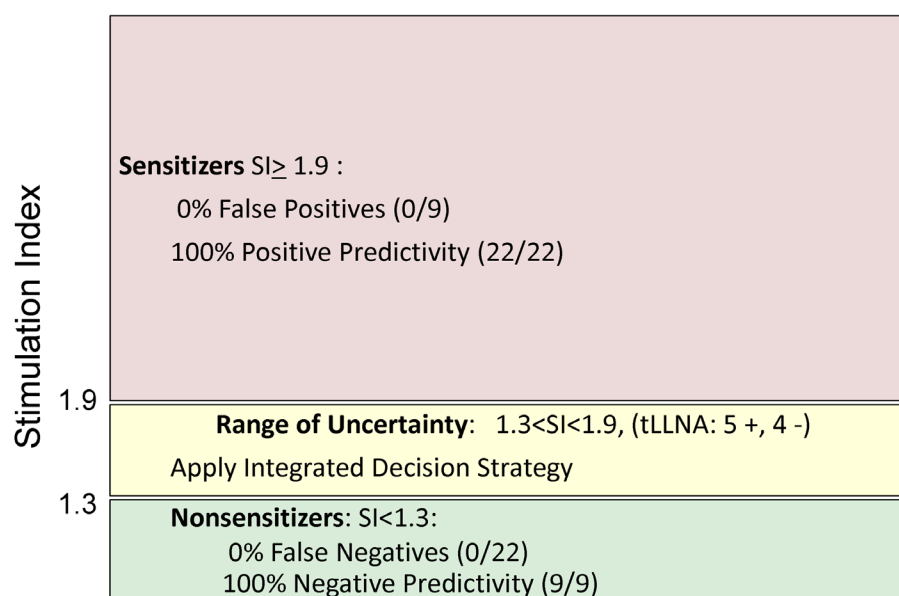 Stimulation Index
Sensitizers SI≥ 1.9 :
0% False Positives (0/9)
100% Positive Predictivity (22/22)
1.9
Range of Uncertainty: 1.3<SI<1.9, (tLLNA: 5 +, 4 -)
Apply Integrated Decision Strategy
1.3
Nonsensitizers: SI<1.3:
0% False Negatives (0/22)
100% Negative Predictivity (9/9)